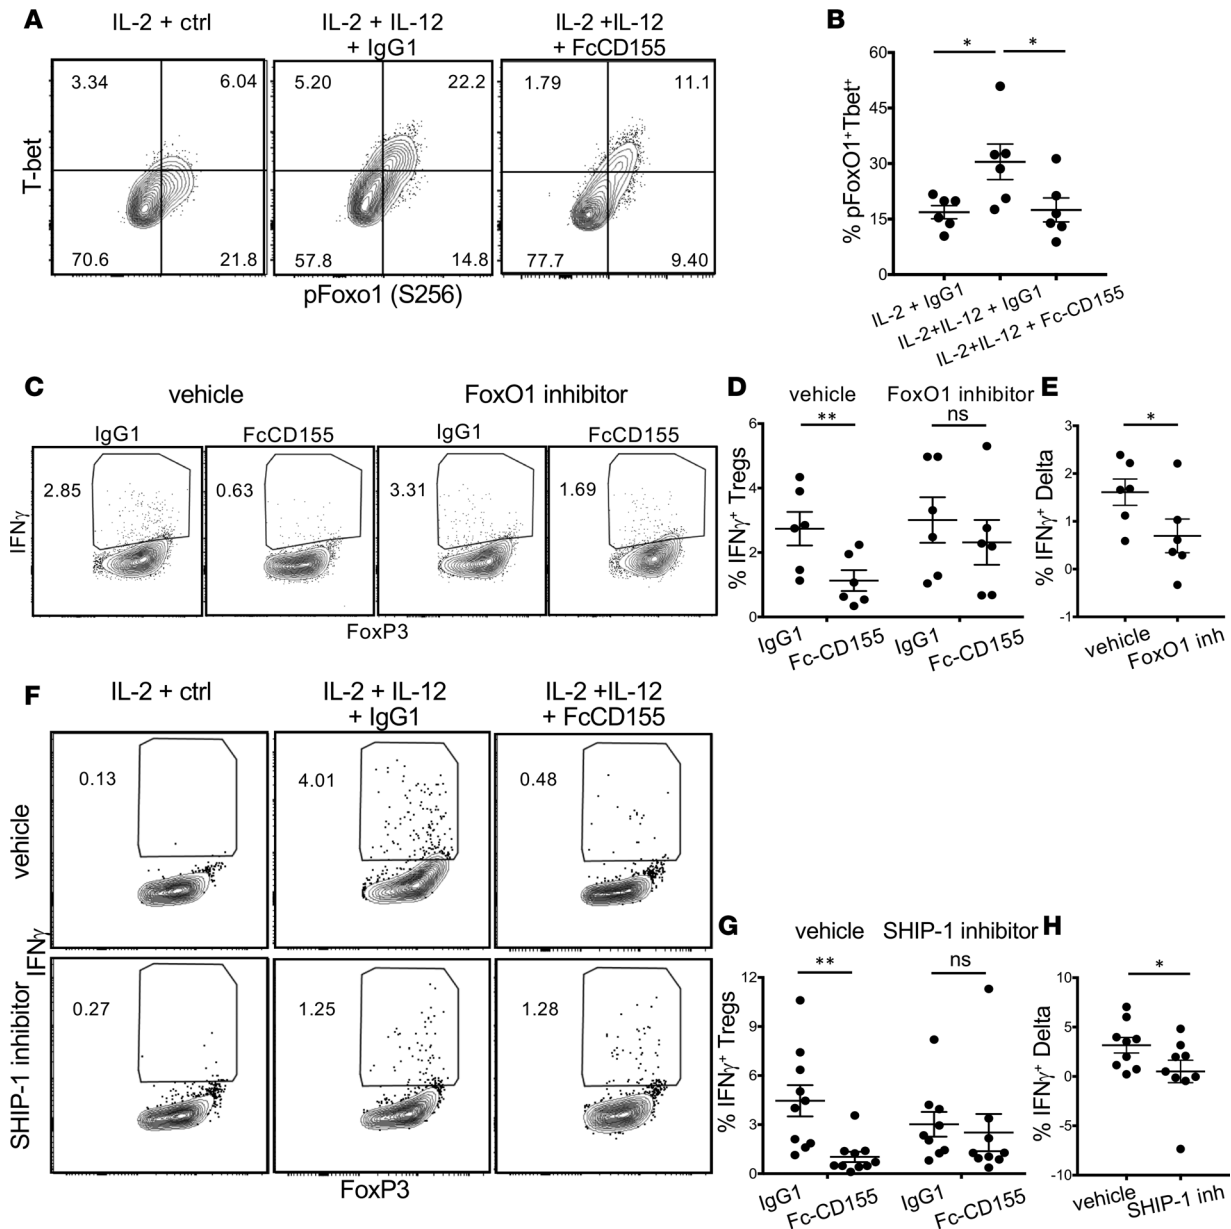 A
IL-2 + ctrl
IL-2 + IL-12
+ IgG1
IL-2 +IL-12
+ FcCD155
3.34
6.04
5.20
22.2
1.79
11.1
T-bet
70.6
21.8
57.8
14.8
77.7
9.40
pFoxo1 (S256)
B
* *
60
45
30
15
0
% pFoxO1⁺Tbet⁺
IL-2 + IgG1
IL-2+IL-12 + IgG1
IL-2+IL-12 + Fc-CD155
C
vehicle
FoxO1 inhibitor
IgG1
FcCD155
IgG1
FcCD155
2.85
0.63
3.31
1.69
IFNγ
FoxP3
D
vehicle
FoxO1 inhibitor
**
ns
6
4
2
0
% IFNγ⁺ Tregs
IgG1
Fc-CD155
IgG1
Fc-CD155
E
*
3
2
1
0
-1
% IFNγ⁺ Delta
vehicle
FoxO1 inh
F
IL-2 + ctrl
IL-2 + IL-12
+ IgG1
IL-2 +IL-12
+ FcCD155
vehicle
0.13
4.01
0.48
IFNγ
SHIP-1 inhibitor
0.27
1.25
1.28
FoxP3
G
vehicle
SHIP-1 inhibitor
**
ns
12
9
6
3
0
% IFNγ⁺ Tregs
IgG1
Fc-CD155
IgG1
Fc-CD155
H
*
10
5
0
-5
-10
% IFNγ⁺ Delta
vehicle
SHIP-1 inh